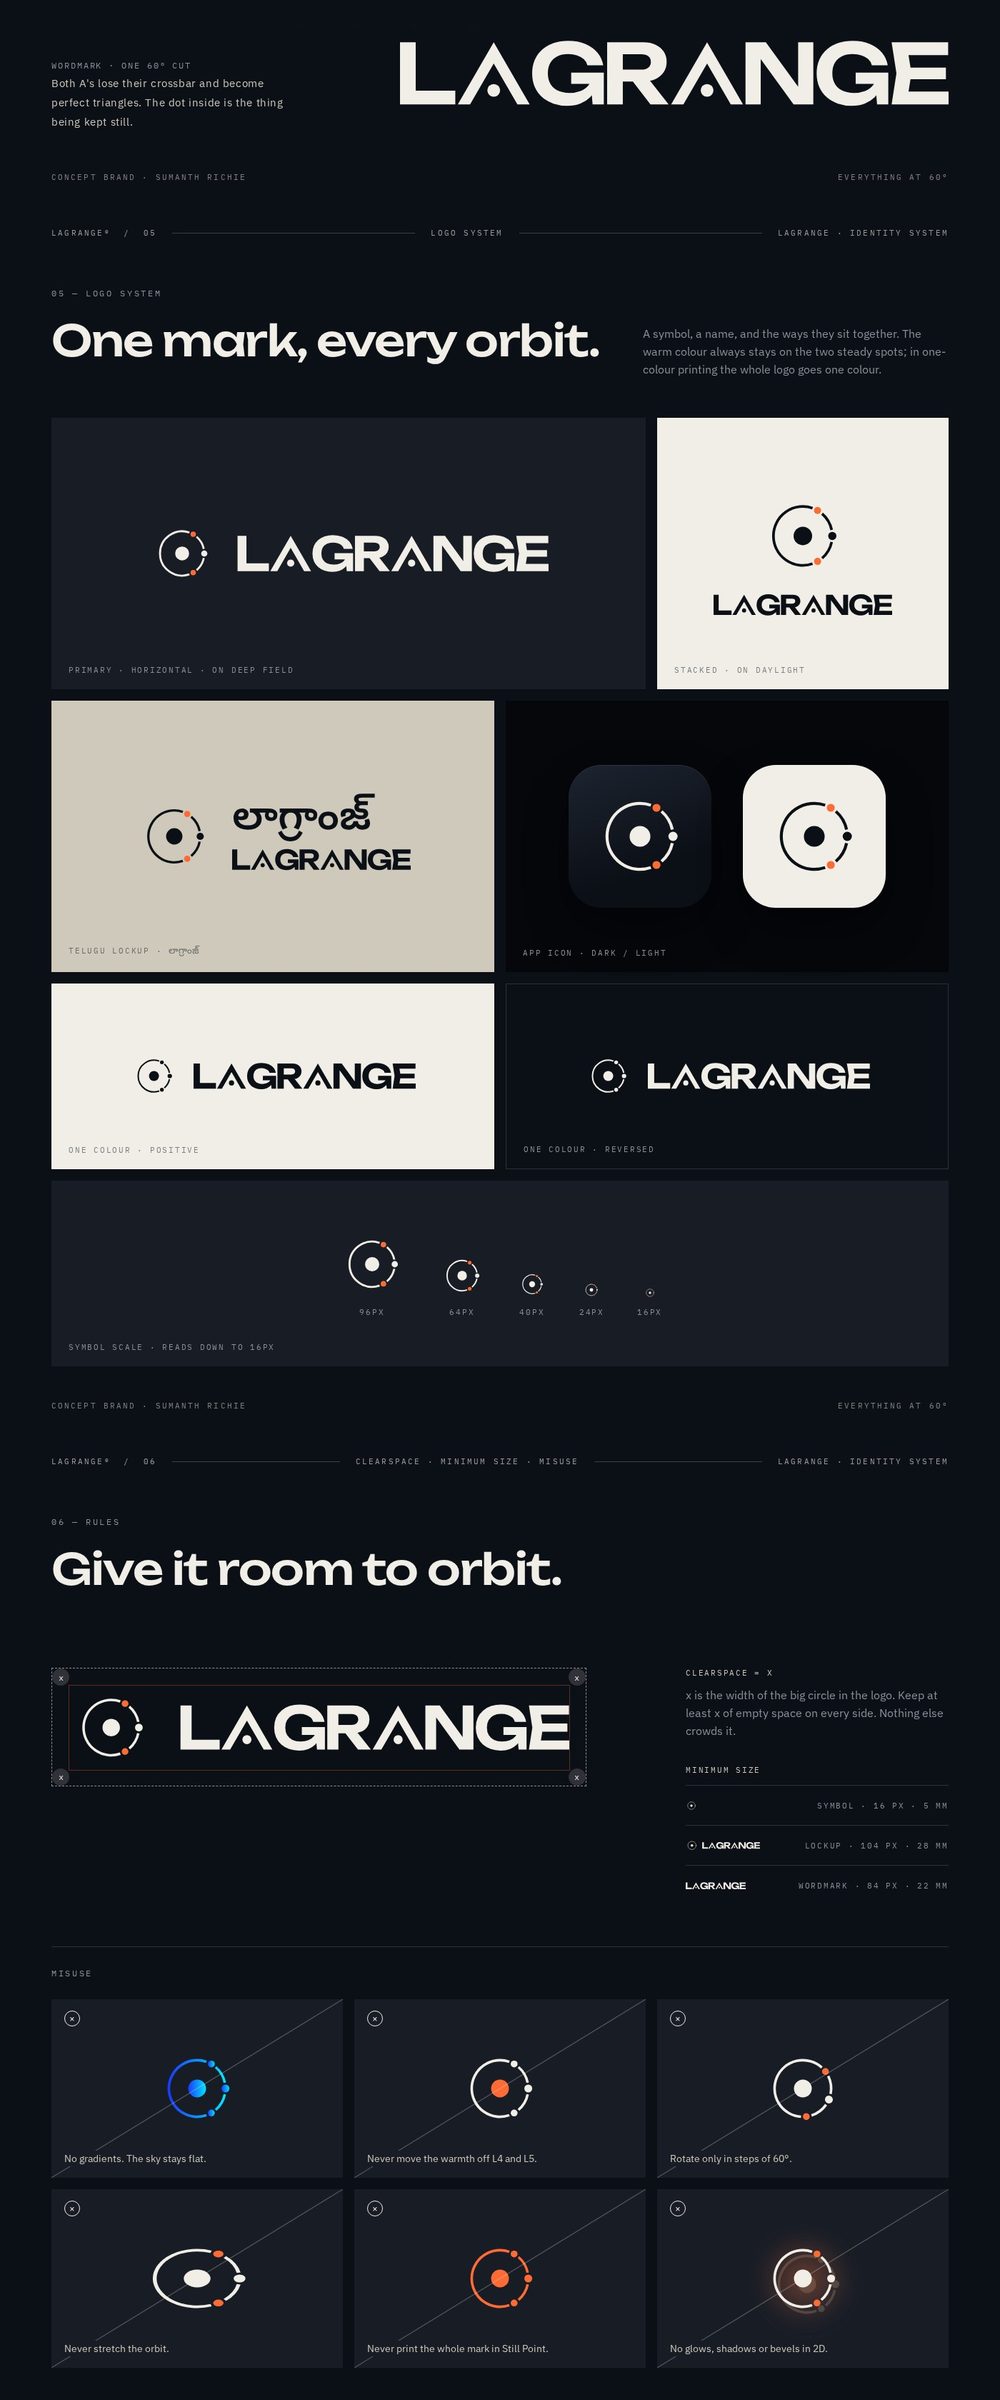 WORDMARK · ONE 60° CUT
Both A's lose their crossbar and become
perfect triangles. The dot inside is the thing
being kept still.
LAGRANGE
CONCEPT BRAND · SUMANTH RICHIE
EVERYTHING AT 60°
LAGRANGE® / 05
LOGO SYSTEM
LAGRANGE · IDENTITY SYSTEM
05 — LOGO SYSTEM
One mark, every orbit.
A symbol, a name, and the ways they sit together. The
warm colour always stays on the two steady spots; in one-
colour printing the whole logo goes one colour.
LAGRANGE
PRIMARY · HORIZONTAL · ON DEEP FIELD
LAGRANGE
STACKED · ON DAYLIGHT
లాగ్రాంజ్
LAGRANGE
TELUGU LOCKUP · లాగ్రాంజ్
APP ICON · DARK / LIGHT
LAGRANGE
ONE COLOUR · POSITIVE
LAGRANGE
ONE COLOUR · REVERSED
96PX
64PX
40PX
24PX
16PX
SYMBOL SCALE · READS DOWN TO 16PX
CONCEPT BRAND · SUMANTH RICHIE
EVERYTHING AT 60°
LAGRANGE® / 06
CLEARSPACE · MINIMUM SIZE · MISUSE
LAGRANGE · IDENTITY SYSTEM
06 — RULES
Give it room to orbit.
x
x
LAGRANGE
x
x
CLEARSPACE = X
x is the width of the big circle in the logo. Keep at
least x of empty space on every side. Nothing else
crowds it.
MINIMUM SIZE
SYMBOL · 16 PX · 5 MM
LAGRANGE
LOCKUP · 104 PX · 28 MM
LAGRANGE
WORDMARK · 84 PX · 22 MM
MISUSE
×
No gradients. The sky stays flat.
×
Never move the warmth off L4 and L5.
×
Rotate only in steps of 60°.
×
Never stretch the orbit.
×
Never print the whole mark in Still Point.
×
No glows, shadows or bevels in 2D.